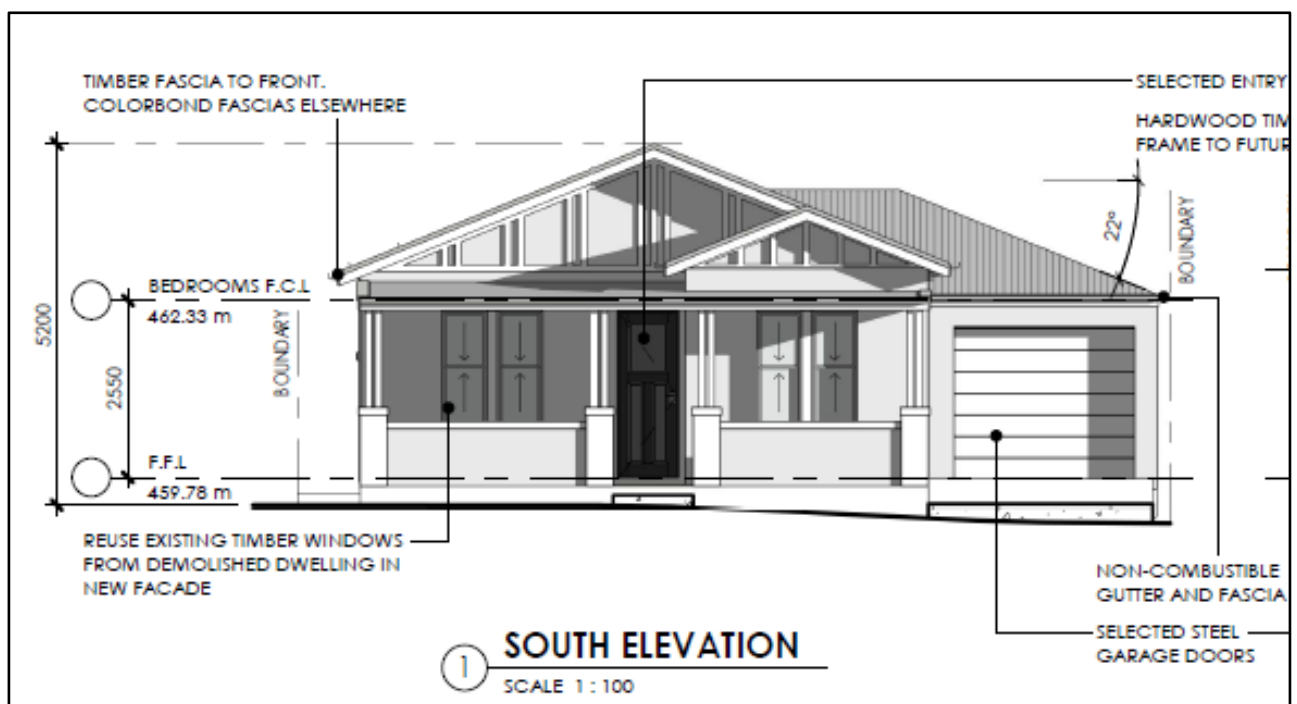 TIMBER FASCIA TO FRONT.
COLORBOND FASCIAS ELSEWHERE
SELECTED ENTRY
HARDWOOD TIM
FRAME TO FUTUR
BOUNDARY
22°
5200
2550
BEDROOMS F.C.L
462.33 m
BOUNDARY
F.F.L
459.78 m
REUSE EXISTING TIMBER WINDOWS
FROM DEMOLISHED DWELLING IN
NEW FACADE
NON-COMBUSTIBLE
GUTTER AND FASCIA
SELECTED STEEL
GARAGE DOORS
1
SOUTH ELEVATION
SCALE 1 : 100